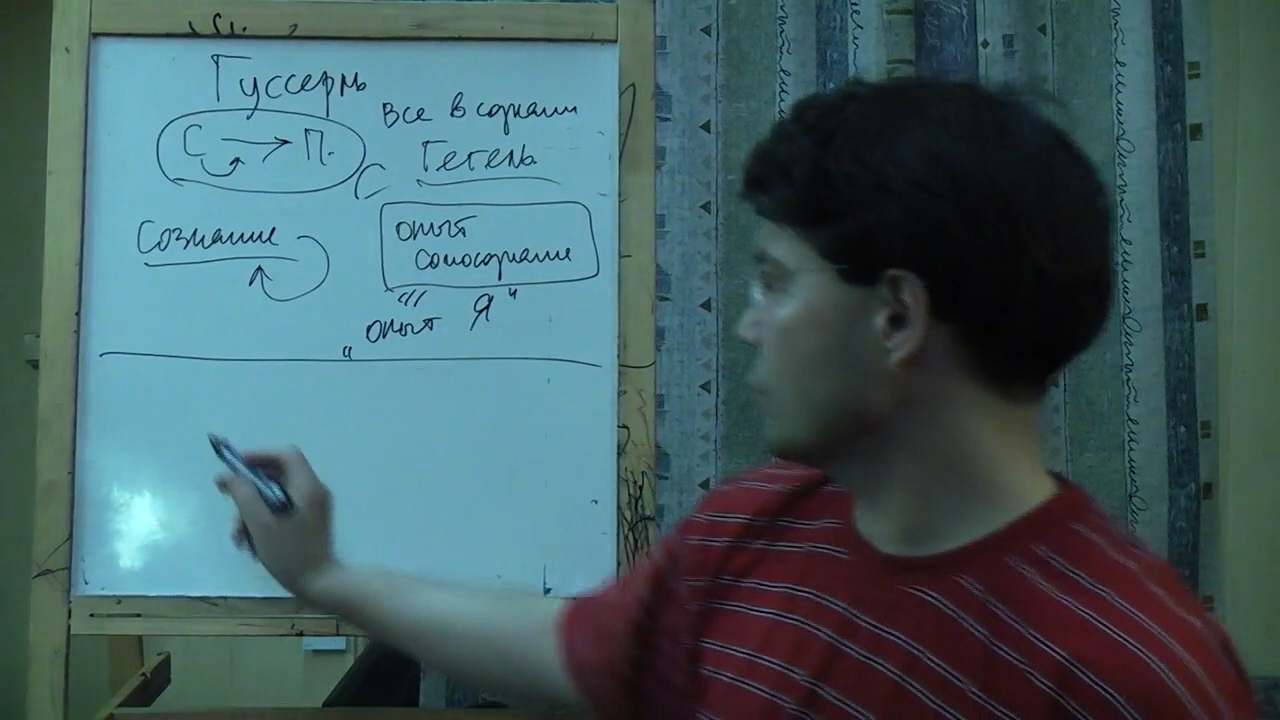 Гуссерль
Все в сознании
С → П.
С
Гегель
Сознание
опыт
самосознание
"" Я "
опыт
"